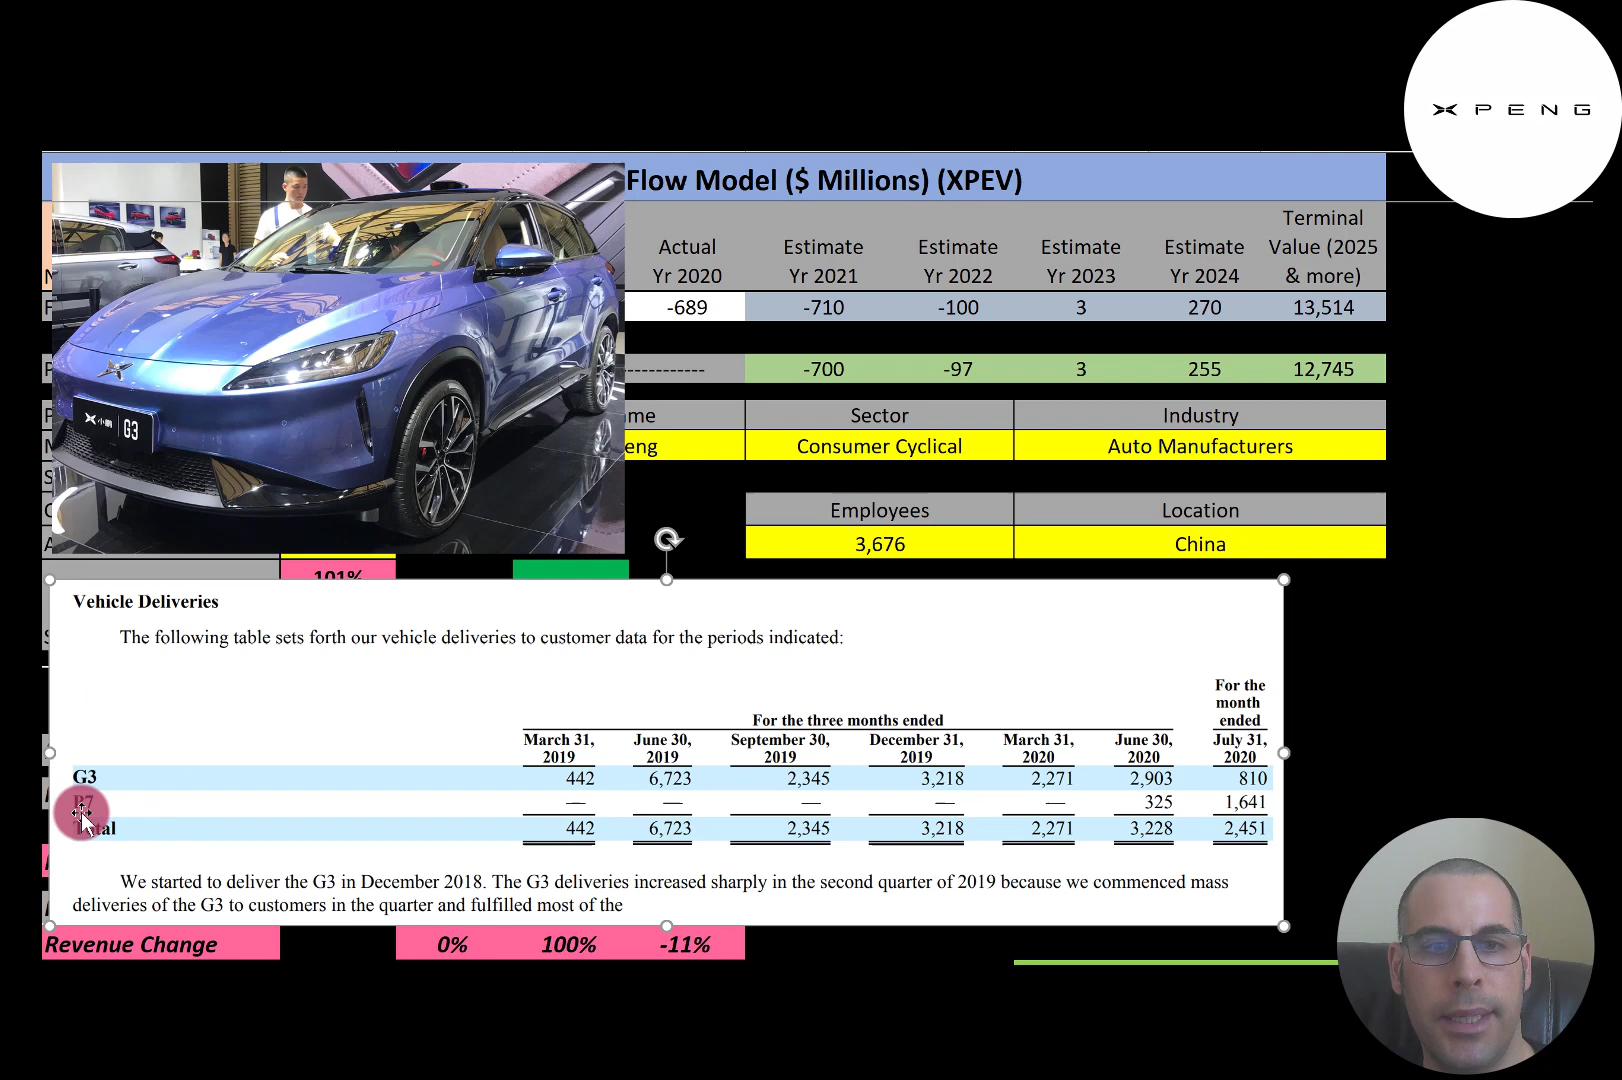 XPENG
Flow Model ($ Millions) (XPEV)
Actual Yr 2020
Estimate Yr 2021
Estimate Yr 2022
Estimate Yr 2023
Estimate Yr 2024
Terminal Value (2025 & more)
-689 -710 -100 3 270 13,514
------------ -700 -97 3 255 12,745
me Sector Industry
eng Consumer Cyclical Auto Manufacturers
Employees Location
3,676 China
G3
101%
Vehicle Deliveries
The following table sets forth our vehicle deliveries to customer data for the periods indicated:
For the three months ended
For the month ended
March 31, 2019
June 30, 2019
September 30, 2019
December 31, 2019
March 31, 2020
June 30, 2020
July 31, 2020
G3 442 6,723 2,345 3,218 2,271 2,903 810
P7 — — — — — 325 1,641
Total 442 6,723 2,345 3,218 2,271 3,228 2,451
We started to deliver the G3 in December 2018. The G3 deliveries increased sharply in the second quarter of 2019 because we commenced mass
deliveries of the G3 to customers in the quarter and fulfilled most of the
Revenue Change 0% 100% -11%